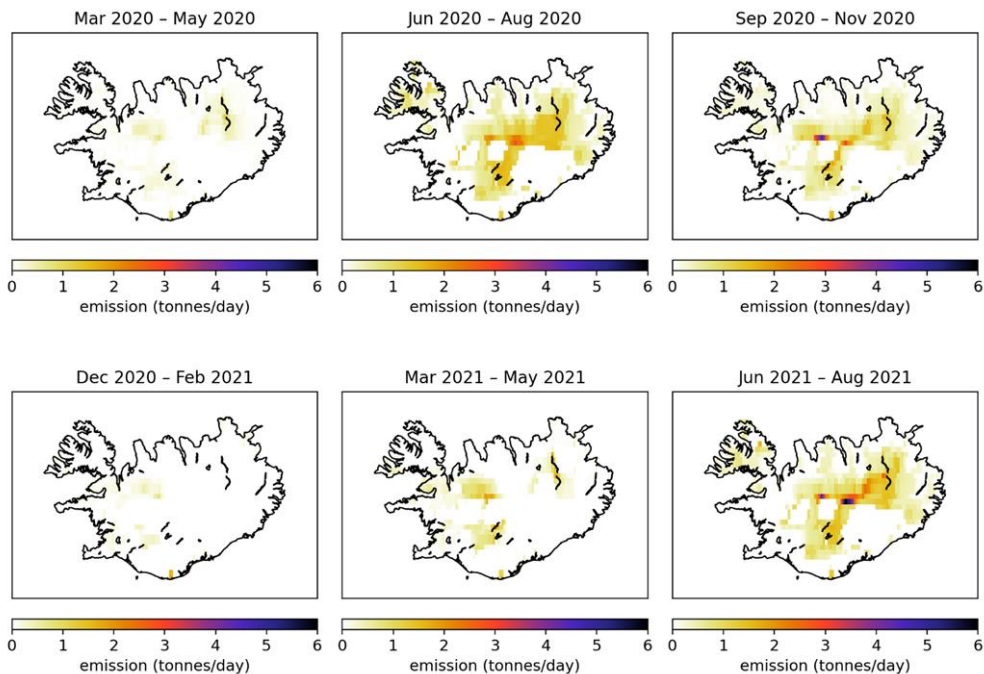 Mar 2020 – May 2020
Jun 2020 – Aug 2020
Sep 2020 – Nov 2020
0 1 2 3 4 5 6
0 1 2 3 4 5 6
0 1 2 3 4 5 6
emission (tonnes/day)
emission (tonnes/day)
emission (tonnes/day)
Dec 2020 – Feb 2021
Mar 2021 – May 2021
Jun 2021 – Aug 2021
0 1 2 3 4 5 6
0 1 2 3 4 5 6
0 1 2 3 4 5 6
emission (tonnes/day)
emission (tonnes/day)
emission (tonnes/day)